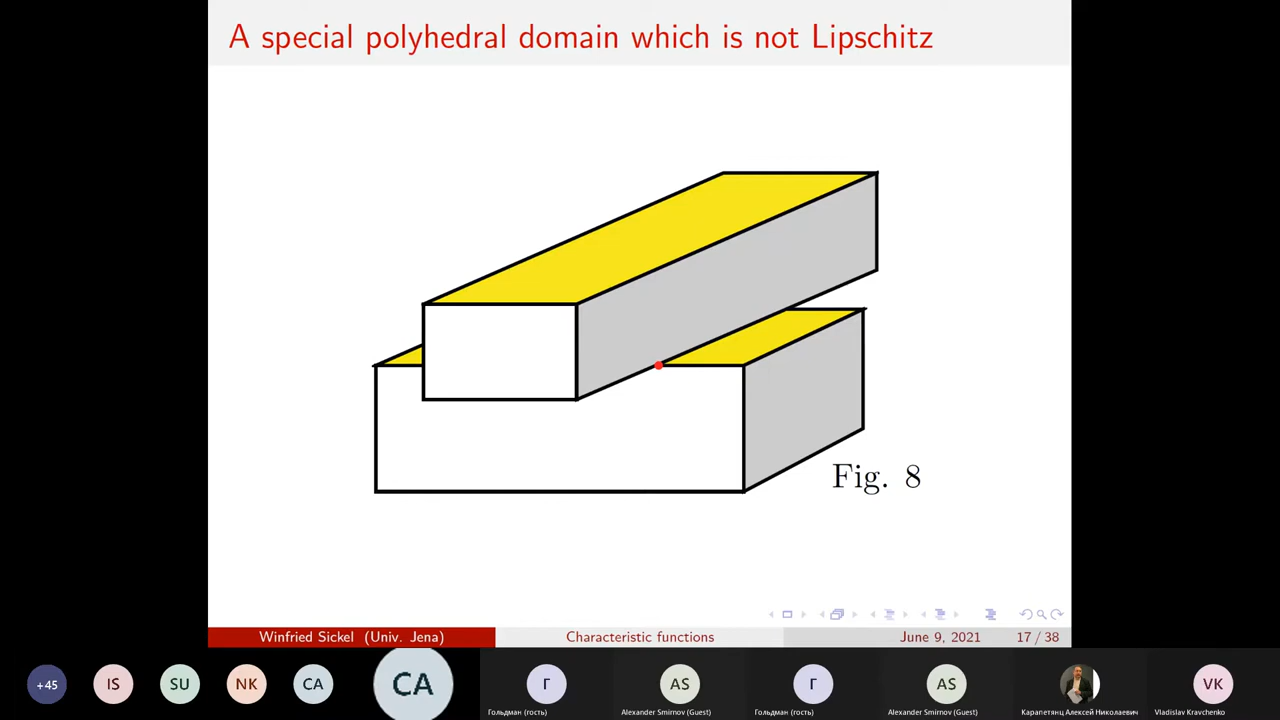 A special polyhedral domain which is not Lipschitz
Fig. 8
Winfried Sickel (Univ. Jena) Characteristic functions June 9, 2021 17 / 38
+45 IS SU NK CA CA Г AS Г AS VK
Гольдман (гость) Alexander Smirnov (Guest) Гольдман (гость) Alexander Smirnov (Guest) Карапетянц Алексей Николаевич Vladislav Kravchenko